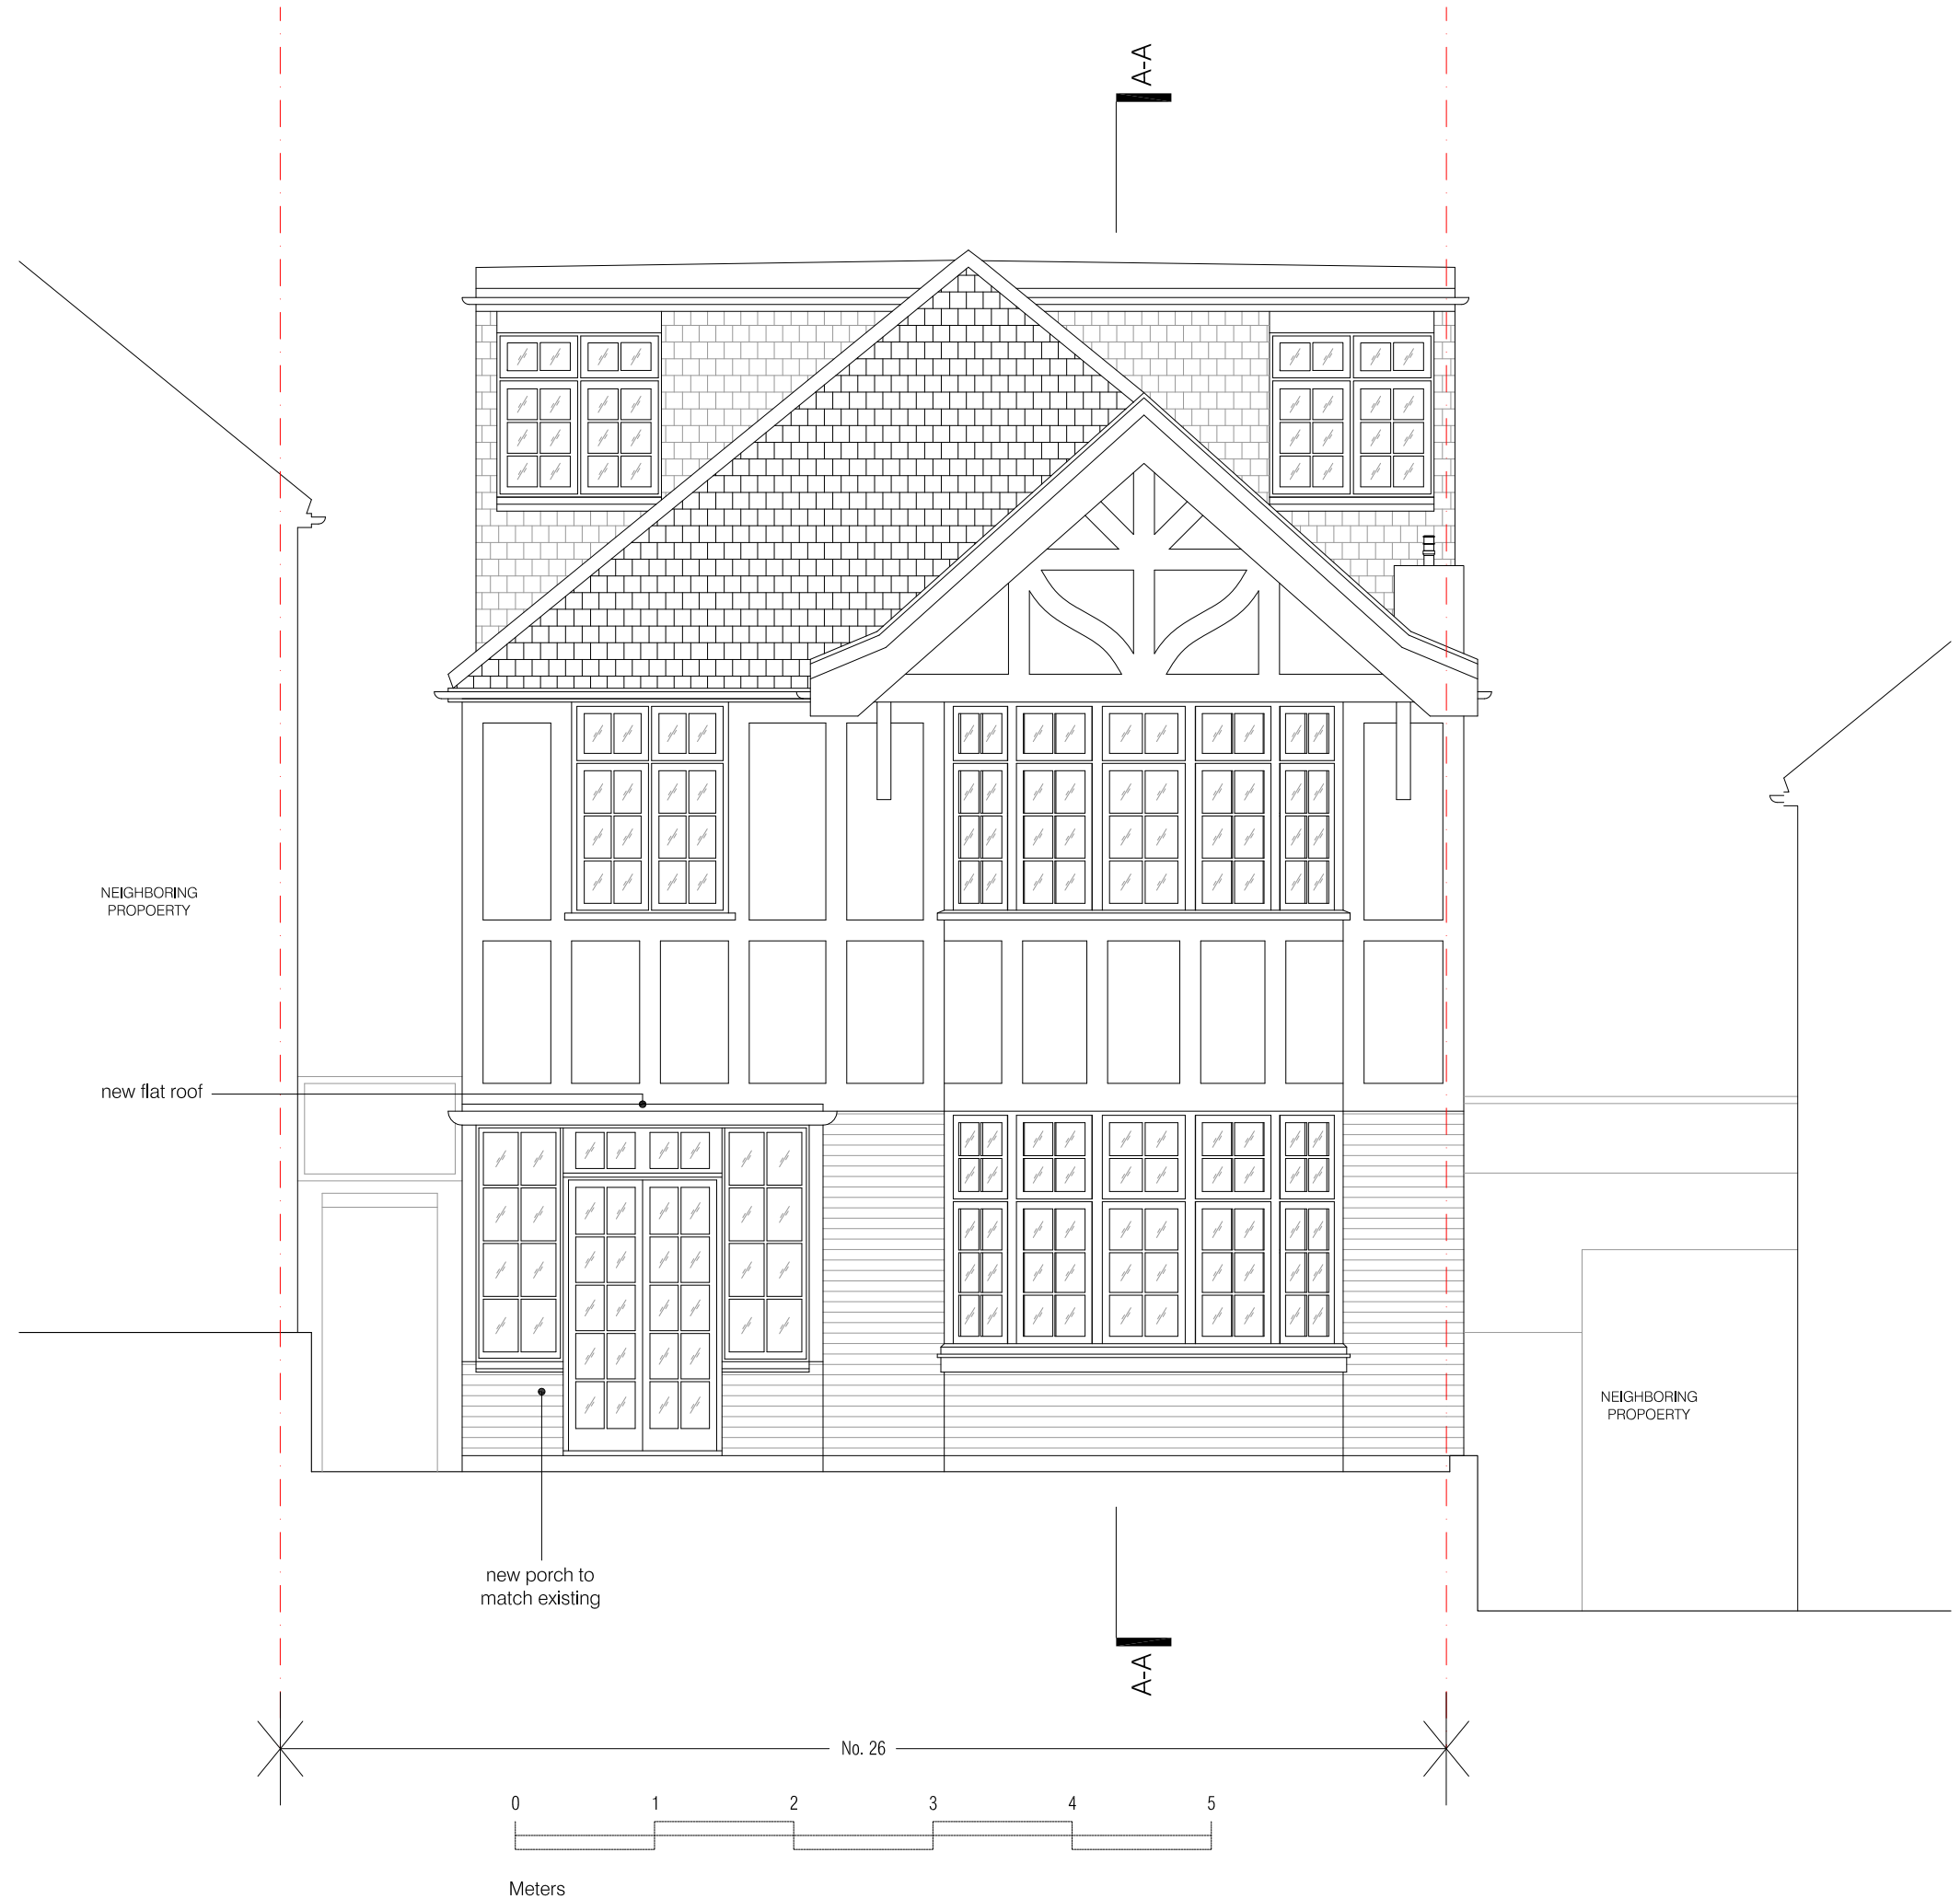 A-A
NEIGHBORING
PROPOERTY
new flat roof
NEIGHBORING
PROPOERTY
new porch to
match existing
A-A
No. 26
0 1 2 3 4 5
Meters